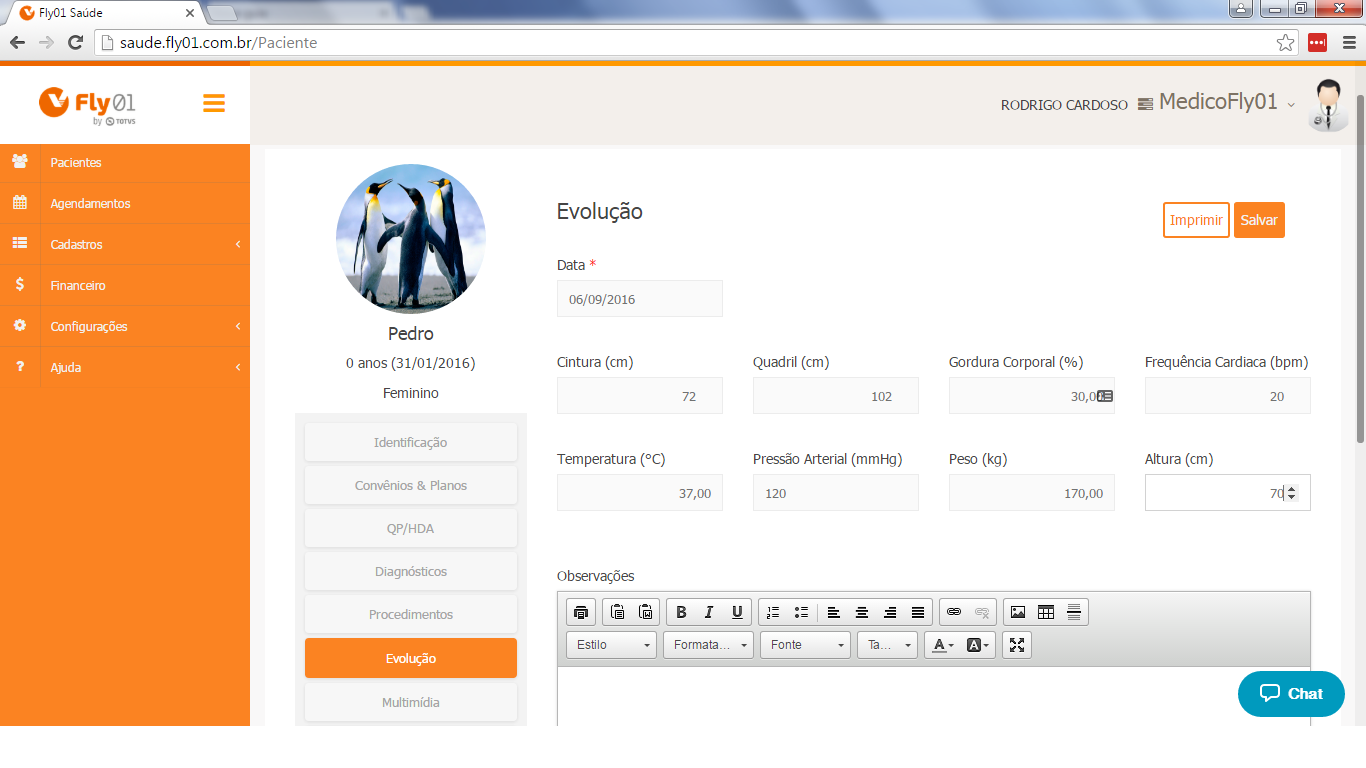 Fly01 Saúde
saude.fly01.com.br/Paciente
Fly01
by TOTVS
RODRIGO CARDOSO MedicoFly01
Pacientes
Agendamentos
Cadastros
Financeiro
Configurações
Ajuda
Pedro
0 anos (31/01/2016)
Feminino
Identificação
Convênios & Planos
QP/HDA
Diagnósticos
Procedimentos
Evolução
Multimídia
Evolução
Imprimir Salvar
Data *
06/09/2016
Cintura (cm) Quadril (cm) Gordura Corporal (%) Frequência Cardiaca (bpm)
72 102 30,00 20
Temperatura (°C) Pressão Arterial (mmHg) Peso (kg) Altura (cm)
37,00 120 170,00 70
Observações
B I U
Estilo Formata... Fonte Ta... A A
Chat